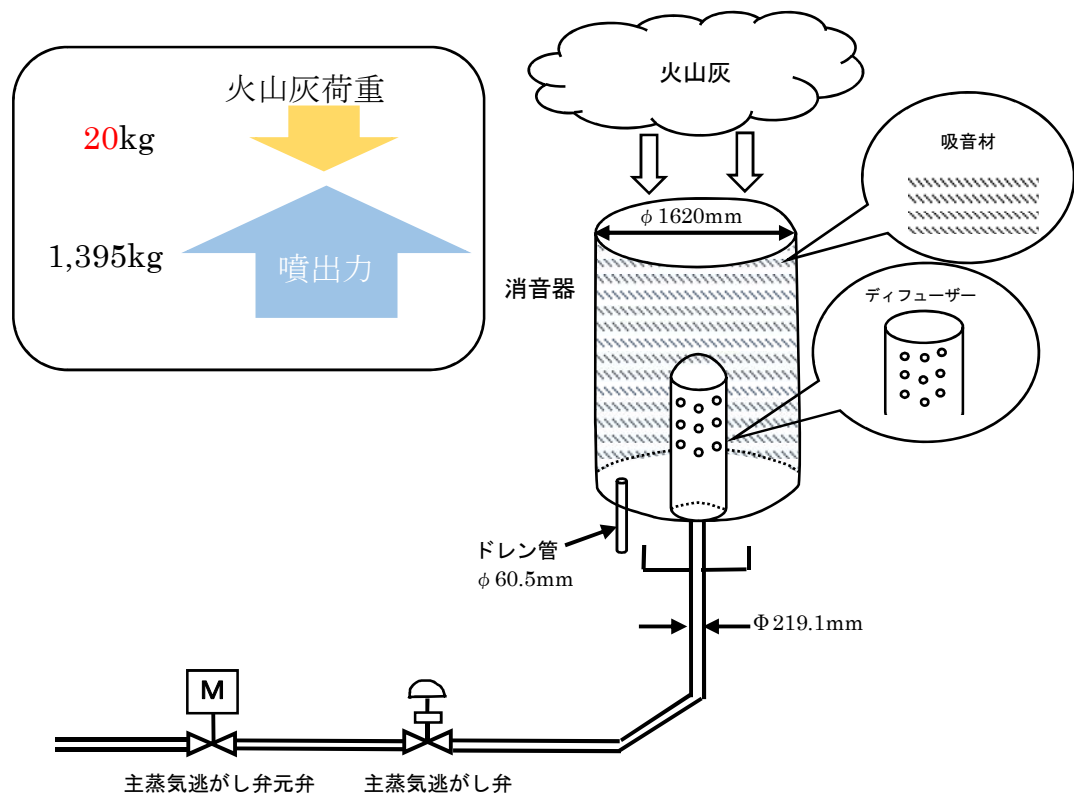 火山灰荷重
20kg
1,395kg
噴出力
火山灰
吸音材
φ1620mm
消音器
ディフューザー
ドレン管
φ60.5mm
Φ219.1mm
M
主蒸気逃がし弁元弁
主蒸気逃がし弁